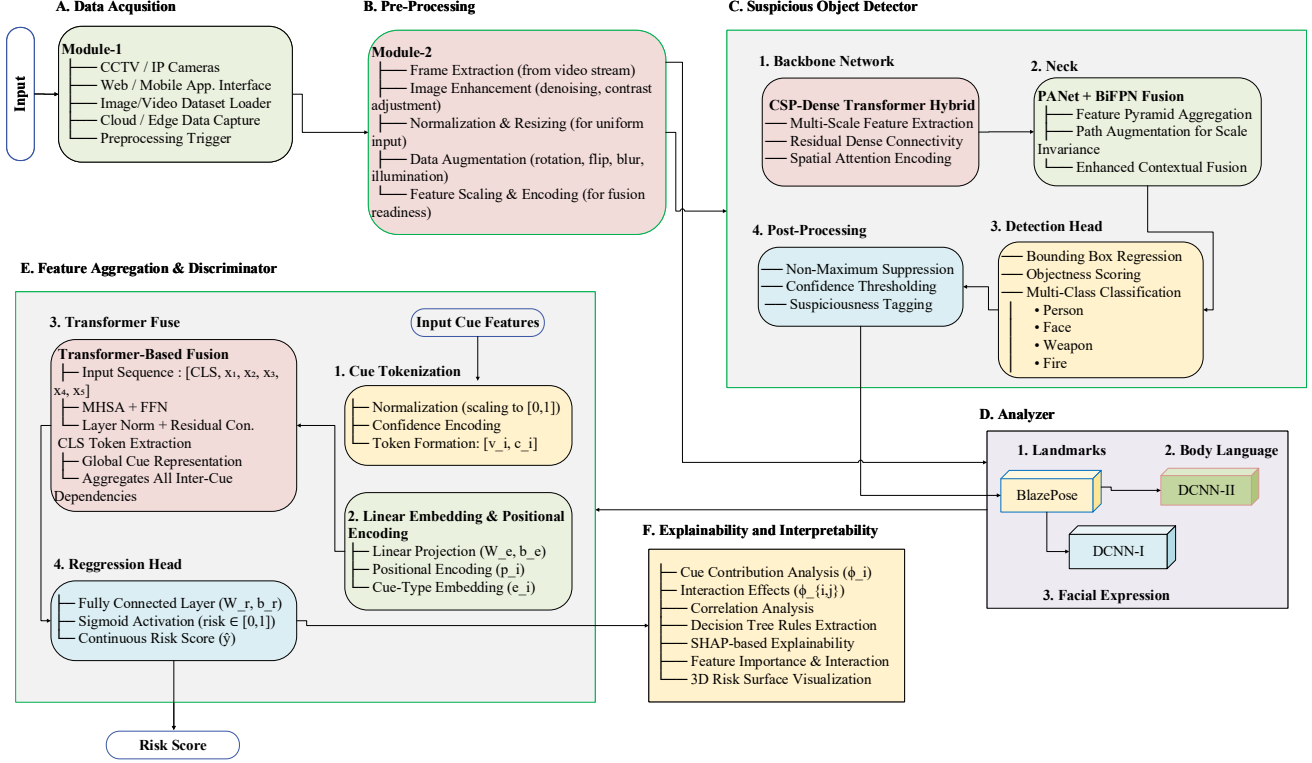 A. Data Acqusition
Input
Module-1
CCTV / IP Cameras
Web / Mobile App. Interface
Image/Video Dataset Loader
Cloud / Edge Data Capture
Preprocessing Trigger
B. Pre-Processing
Module-2
Frame Extraction (from video stream)
Image Enhancement (denoising, contrast
adjustment)
Normalization & Resizing (for uniform
input)
Data Augmentation (rotation, flip, blur,
illumination)
Feature Scaling & Encoding (for fusion
readiness)
C. Suspicious Object Detector
1. Backbone Network
CSP-Dense Transformer Hybrid
Multi-Scale Feature Extraction
Residual Dense Connectivity
Spatial Attention Encoding
2. Neck
PANet + BiFPN Fusion
Feature Pyramid Aggregation
Path Augmentation for Scale
Invariance
Enhanced Contextual Fusion
3. Detection Head
Bounding Box Regression
Objectness Scoring
Multi-Class Classification
• Person
• Face
• Weapon
• Fire
4. Post-Processing
Non-Maximum Suppression
Confidence Thresholding
Suspiciousness Tagging
D. Analyzer
1. Landmarks
BlazePose
2. Body Language
DCNN-II
DCNN-I
3. Facial Expression
E. Feature Aggregation & Discriminator
Input Cue Features
1. Cue Tokenization
Normalization (scaling to [0,1])
Confidence Encoding
Token Formation: [v_i, c_i]
2. Linear Embedding & Positional
Encoding
Linear Projection (W_e, b_e)
Positional Encoding (p_i)
Cue-Type Embedding (e_i)
3. Transformer Fuse
Transformer-Based Fusion
Input Sequence : [CLS, x₁, x₂, x₃,
x₄, x₅]
MHSA + FFN
Layer Norm + Residual Con.
CLS Token Extraction
Global Cue Representation
Aggregates All Inter-Cue
Dependencies
4. Reggression Head
Fully Connected Layer (W_r, b_r)
Sigmoid Activation (risk ∈ [0,1])
Continuous Risk Score (ŷ)
Risk Score
F. Explainability and Interpretability
Cue Contribution Analysis (ϕ_i)
Interaction Effects (ϕ_{i,j})
Correlation Analysis
Decision Tree Rules Extraction
SHAP-based Explainability
Feature Importance & Interaction
3D Risk Surface Visualization